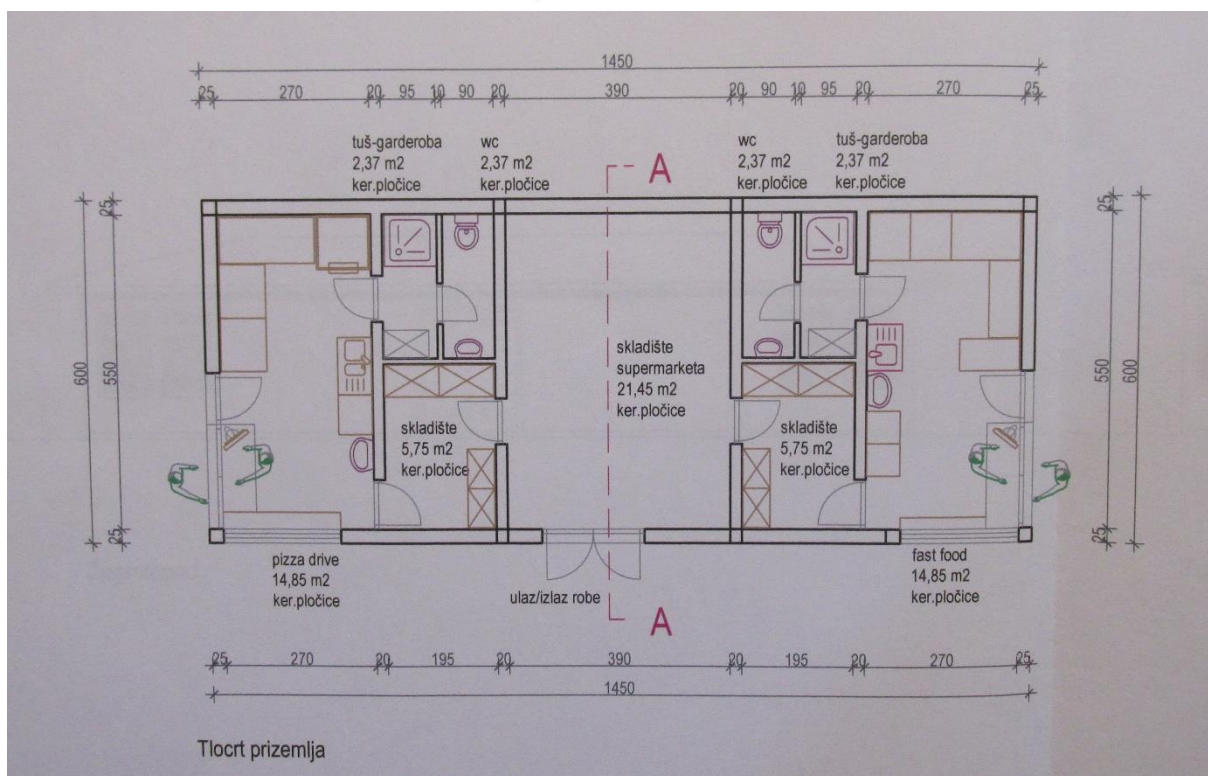 1450
25 270 20 95 10 90 20 390 20 90 10 95 20 270 25
tuš-garderoba
2,37 m2
ker.pločice
wc
2,37 m2
ker.pločice
A
wc
2,37 m2
ker.pločice
tuš-garderoba
2,37 m2
ker.pločice
25
600
550
25
25
550
600
25
skladište
supermarketa
21,45 m2
ker.pločice
skladište
5,75 m2
ker.pločice
skladište
5,75 m2
ker.pločice
pizza drive
14,85 m2
ker.pločice
ulaz/izlaz robe
A
fast food
14,85 m2
ker.pločice
25 270 20 195 20 390 20 195 20 270 25
1450
Tlocrt prizemlja